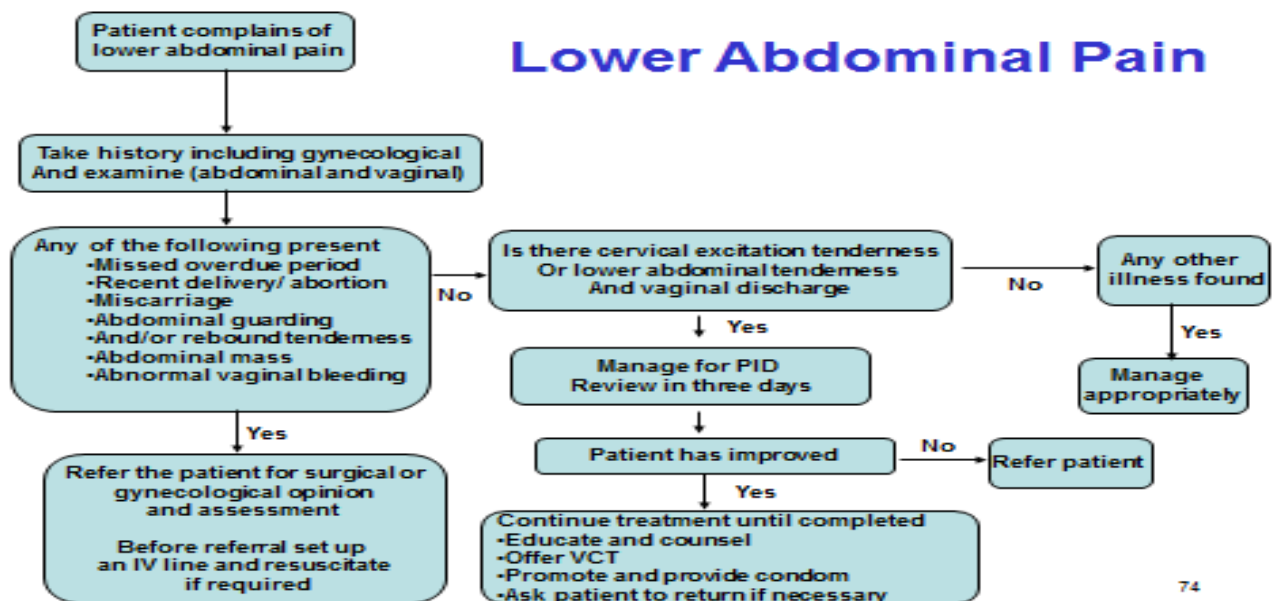 Lower Abdominal Pain
Patient complains of
lower abdominal pain
Take history including gynecological
And examine (abdominal and vaginal)
Any of the following present
•Missed overdue period
•Recent delivery/ abortion
•Miscarriage
•Abdominal guarding
•And/or rebound tenderness
•Abdominal mass
•Abnormal vaginal bleeding
No
Is there cervical excitation tenderness
Or lower abdominal tenderness
And vaginal discharge
No
Any other
illness found
Yes
Manage
appropriately
Yes
Manage for PID
Review in three days
Patient has improved
No
Refer patient
Yes
Continue treatment until completed
•Educate and counsel
•Offer VCT
•Promote and provide condom
•Ask patient to return if necessary
Yes
Refer the patient for surgical or
gynecological opinion
and assessment
Before referral set up
an IV line and resuscitate
if required
74